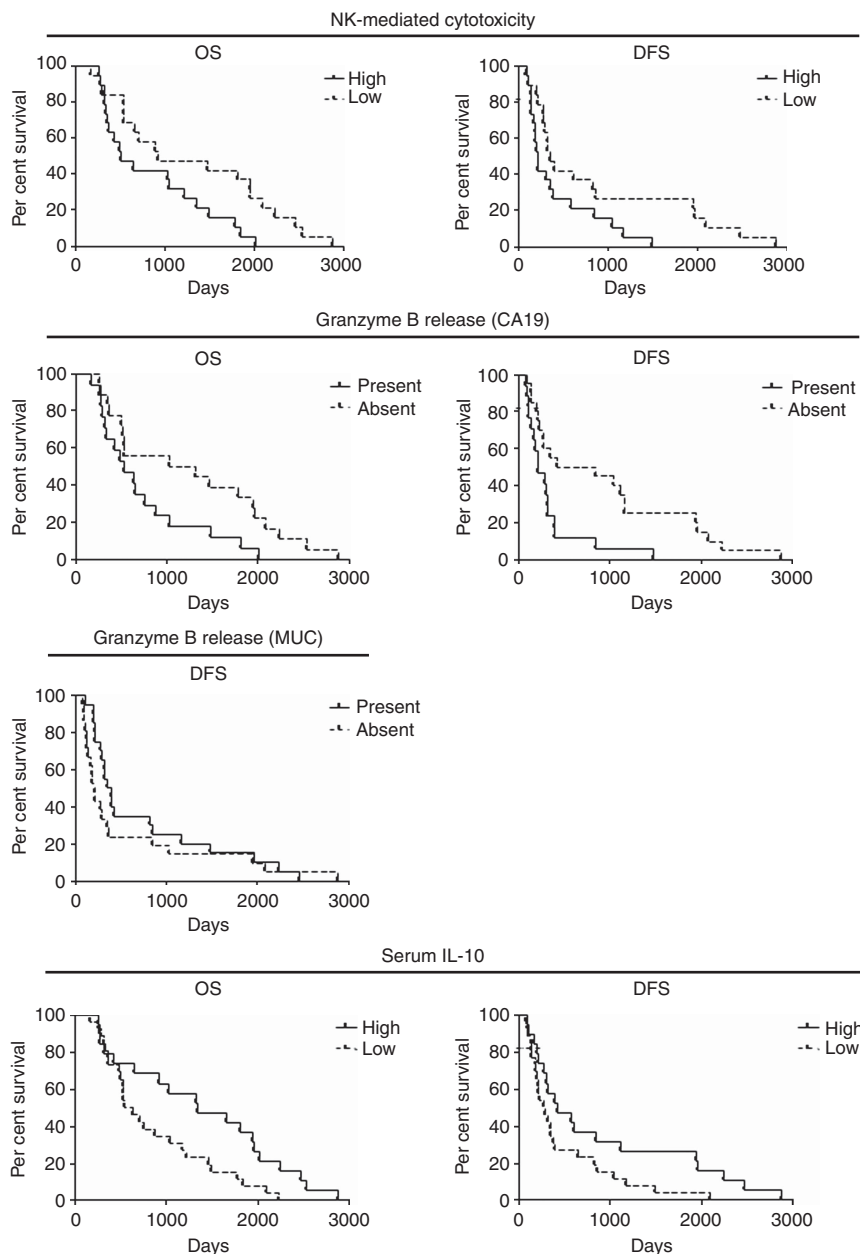 NK-mediated cytotoxicity
OS
100
80
60
40
20
0
Per cent survival
High
Low
0 1000 2000 3000
Days
DFS
100
80
60
40
20
0
Per cent survival
High
Low
0 1000 2000 3000
Days
Granzyme B release (CA19)
OS
100
80
60
40
20
0
Per cent survival
Present
Absent
0 1000 2000 3000
Days
DFS
100
80
60
40
20
0
Per cent survival
Present
Absent
0 1000 2000 3000
Days
Granzyme B release (MUC)
DFS
100
80
60
40
20
0
Per cent survival
Present
Absent
0 1000 2000 3000
Days
Serum IL-10
OS
100
80
60
40
20
0
Per cent survival
High
Low
0 1000 2000 3000
Days
DFS
100
80
60
40
20
0
Per cent survival
High
Low
0 1000 2000 3000
Days